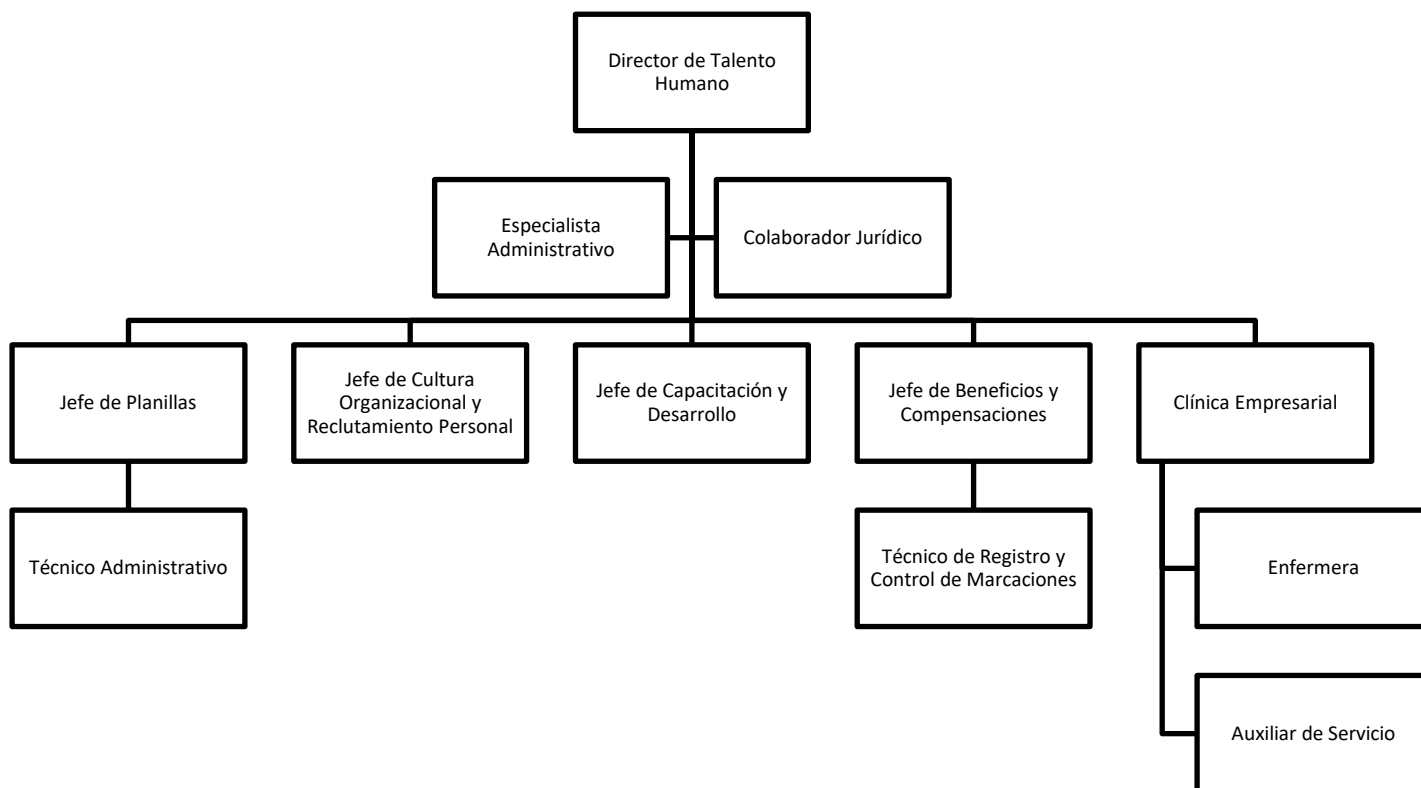 Director de Talento
Humano
Especialista
Administrativo
Colaborador Jurídico
Jefe de Planillas
Jefe de Cultura
Organizacional y
Reclutamiento Personal
Jefe de Capacitación y
Desarrollo
Jefe de Beneficios y
Compensaciones
Clínica Empresarial
Técnico Administrativo
Técnico de Registro y
Control de Marcaciones
Enfermera
Auxiliar de Servicio